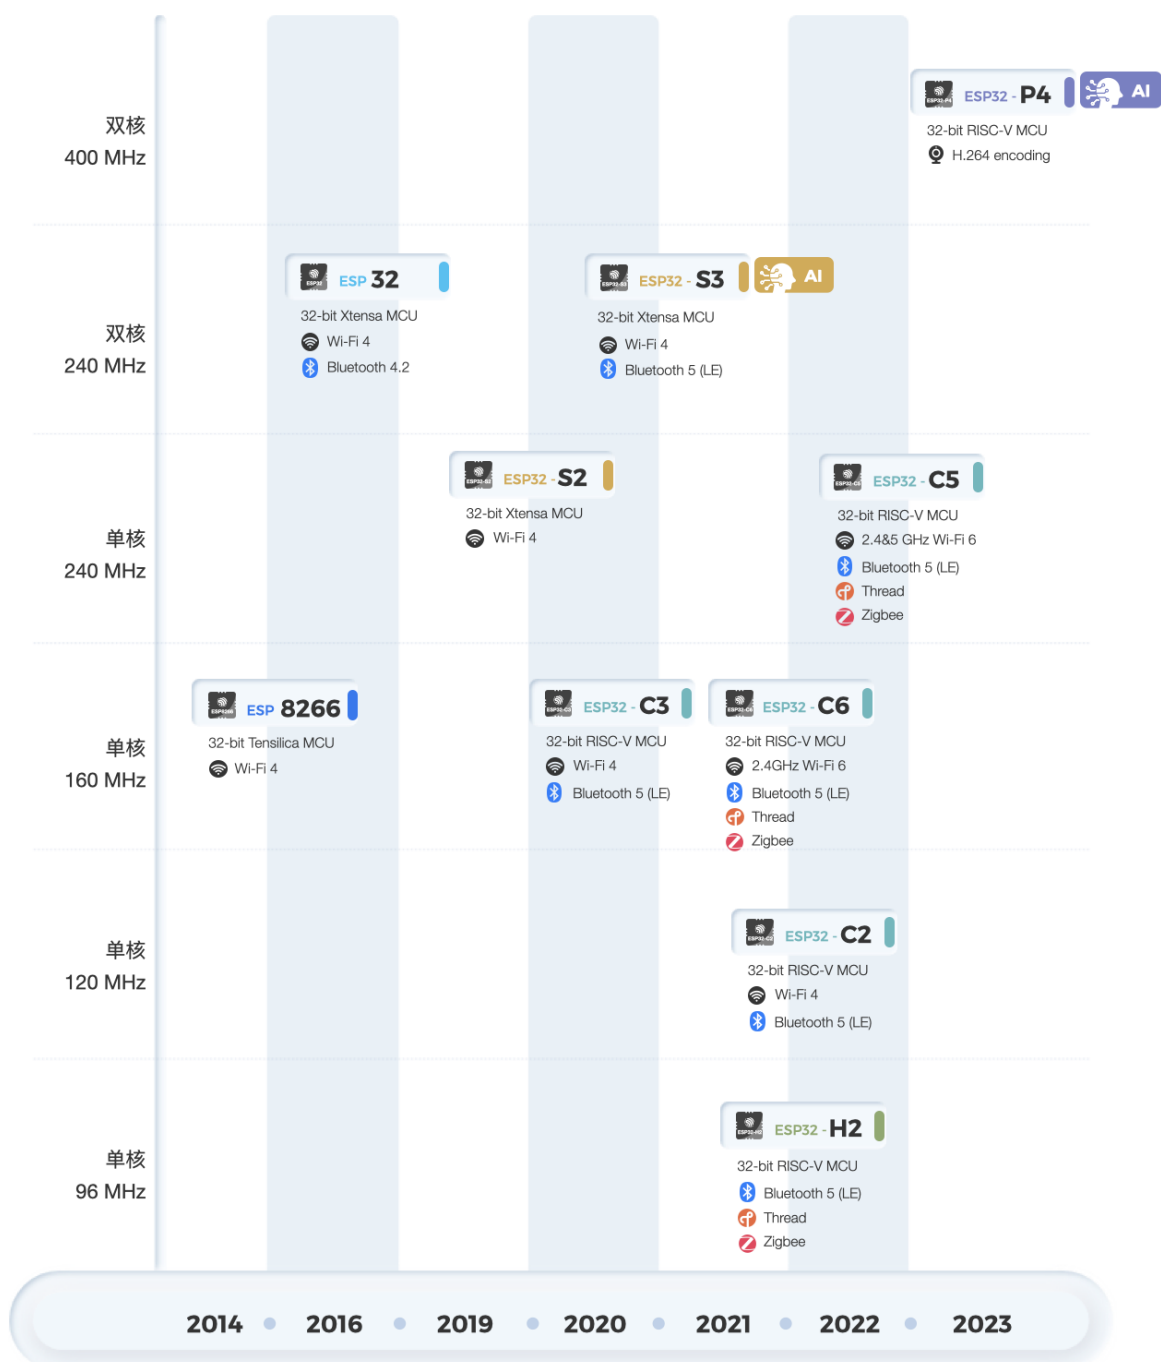 双核
400 MHz
ESP32 - P4
AI
32-bit RISC-V MCU
H.264 encoding
双核
240 MHz
ESP 32
32-bit Xtensa MCU
Wi-Fi 4
Bluetooth 4.2
ESP32 - S3
AI
32-bit Xtensa MCU
Wi-Fi 4
Bluetooth 5 (LE)
单核
240 MHz
ESP32 - S2
32-bit Xtensa MCU
Wi-Fi 4
ESP32 - C5
32-bit RISC-V MCU
2.4&5 GHz Wi-Fi 6
Bluetooth 5 (LE)
Thread
Zigbee
单核
160 MHz
ESP 8266
32-bit Tensilica MCU
Wi-Fi 4
ESP32 - C3
32-bit RISC-V MCU
Wi-Fi 4
Bluetooth 5 (LE)
ESP32 - C6
32-bit RISC-V MCU
2.4GHz Wi-Fi 6
Bluetooth 5 (LE)
Thread
Zigbee
单核
120 MHz
ESP32 - C2
32-bit RISC-V MCU
Wi-Fi 4
Bluetooth 5 (LE)
单核
96 MHz
ESP32 - H2
32-bit RISC-V MCU
Bluetooth 5 (LE)
Thread
Zigbee
2014 2016 2019 2020 2021 2022 2023